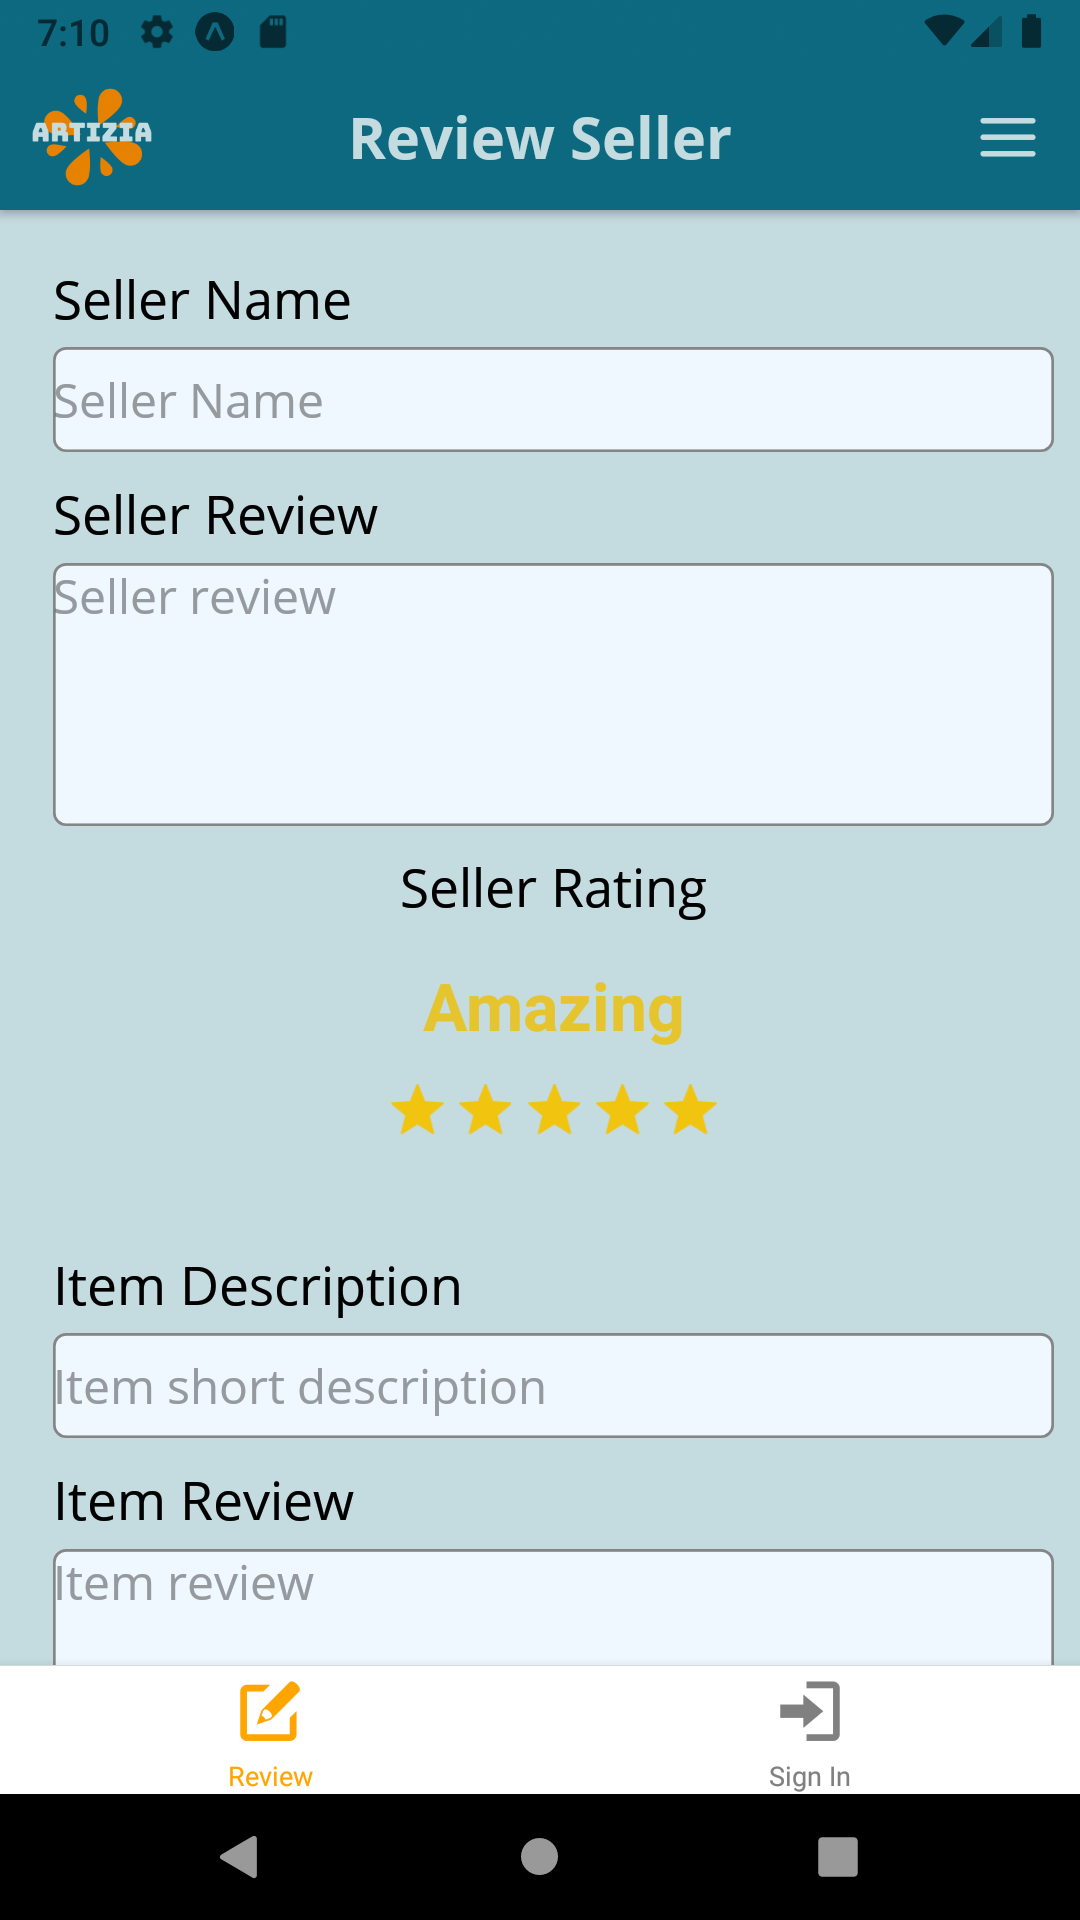 7:10
ARTIZIA
Review Seller
Seller Name
Seller Name
Seller Review
Seller review
Seller Rating
Amazing
Item Description
Item short description
Item Review
Item review
Review
Sign In